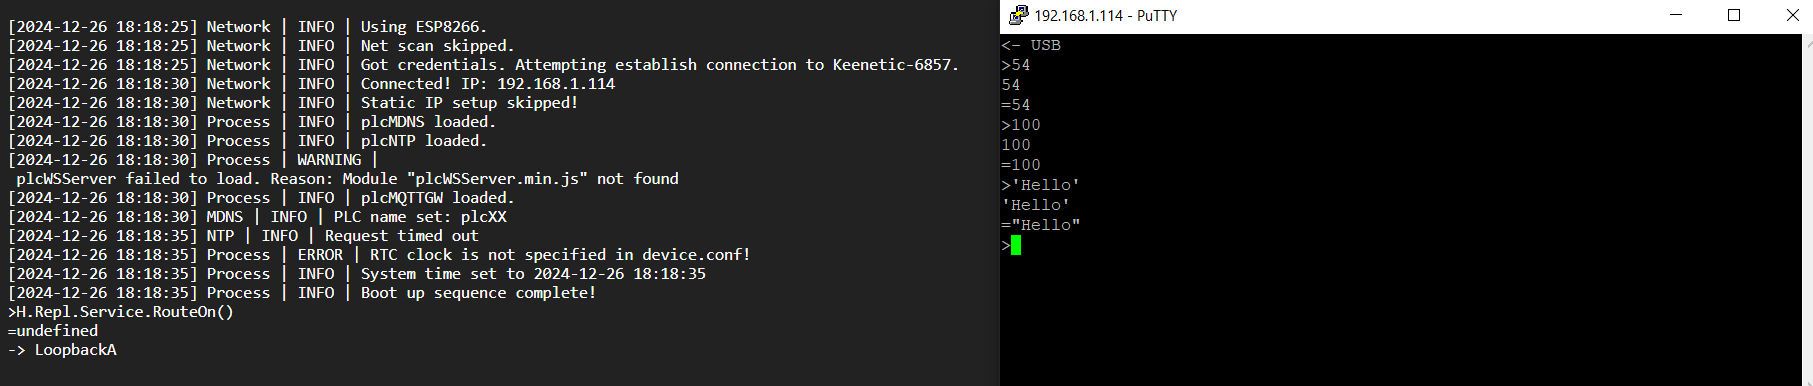 [2024-12-26 18:18:25] Network | INFO | Using ESP8266.
[2024-12-26 18:18:25] Network | INFO | Net scan skipped.
[2024-12-26 18:18:25] Network | INFO | Got credentials. Attempting establish connection to Keenetic-6857.
[2024-12-26 18:18:30] Network | INFO | Connected! IP: 192.168.1.114
[2024-12-26 18:18:30] Network | INFO | Static IP setup skipped!
[2024-12-26 18:18:30] Process | INFO | plcMDNS loaded.
[2024-12-26 18:18:30] Process | INFO | plcNTP loaded.
[2024-12-26 18:18:30] Process | WARNING |
plcWSServer failed to load. Reason: Module "plcWSServer.min.js" not found
[2024-12-26 18:18:30] Process | INFO | plcMQTTGW loaded.
[2024-12-26 18:18:30] MDNS | INFO | PLC name set: plcXX
[2024-12-26 18:18:35] NTP | INFO | Request timed out
[2024-12-26 18:18:35] Process | ERROR | RTC clock is not specified in device.conf!
[2024-12-26 18:18:35] Process | INFO | System time set to 2024-12-26 18:18:35
[2024-12-26 18:18:35] Process | INFO | Boot up sequence complete!
>H.Repl.Service.RouteOn()
=undefined
-> LoopbackA
192.168.1.114 - PuTTY
<- USB
>54
54
=54
>100
100
=100
>'Hello'
'Hello'
="Hello"
>